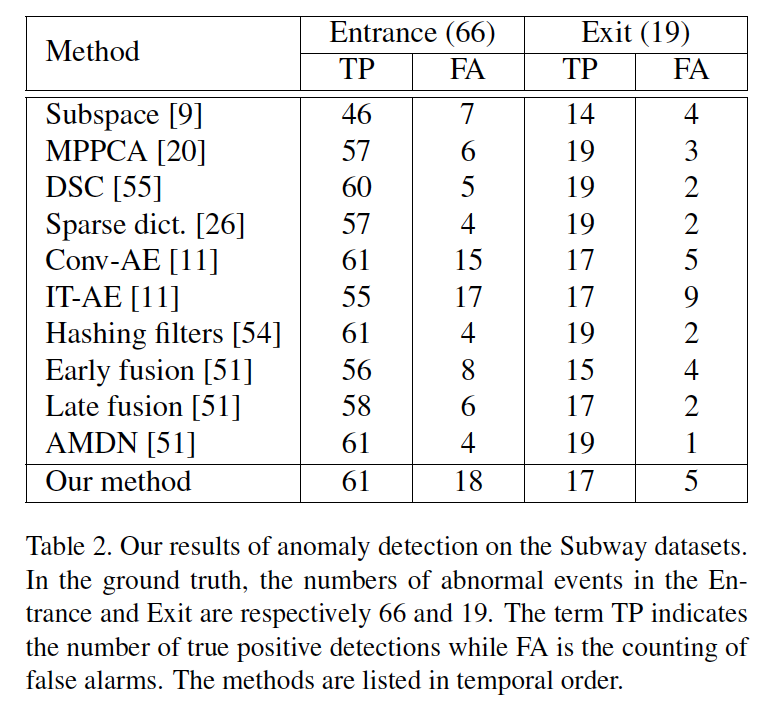 Method Entrance (66) Exit (19)
TP FA TP FA
Subspace [9] 46 7 14 4
MPPCA [20] 57 6 19 3
DSC [55] 60 5 19 2
Sparse dict. [26] 57 4 19 2
Conv-AE [11] 61 15 17 5
IT-AE [11] 55 17 17 9
Hashing filters [54] 61 4 19 2
Early fusion [51] 56 8 15 4
Late fusion [51] 58 6 17 2
AMDN [51] 61 4 19 1
Our method 61 18 17 5
Table 2. Our results of anomaly detection on the Subway datasets.
In the ground truth, the numbers of abnormal events in the En-
trance and Exit are respectively 66 and 19. The term TP indicates
the number of true positive detections while FA is the counting of
false alarms. The methods are listed in temporal order.